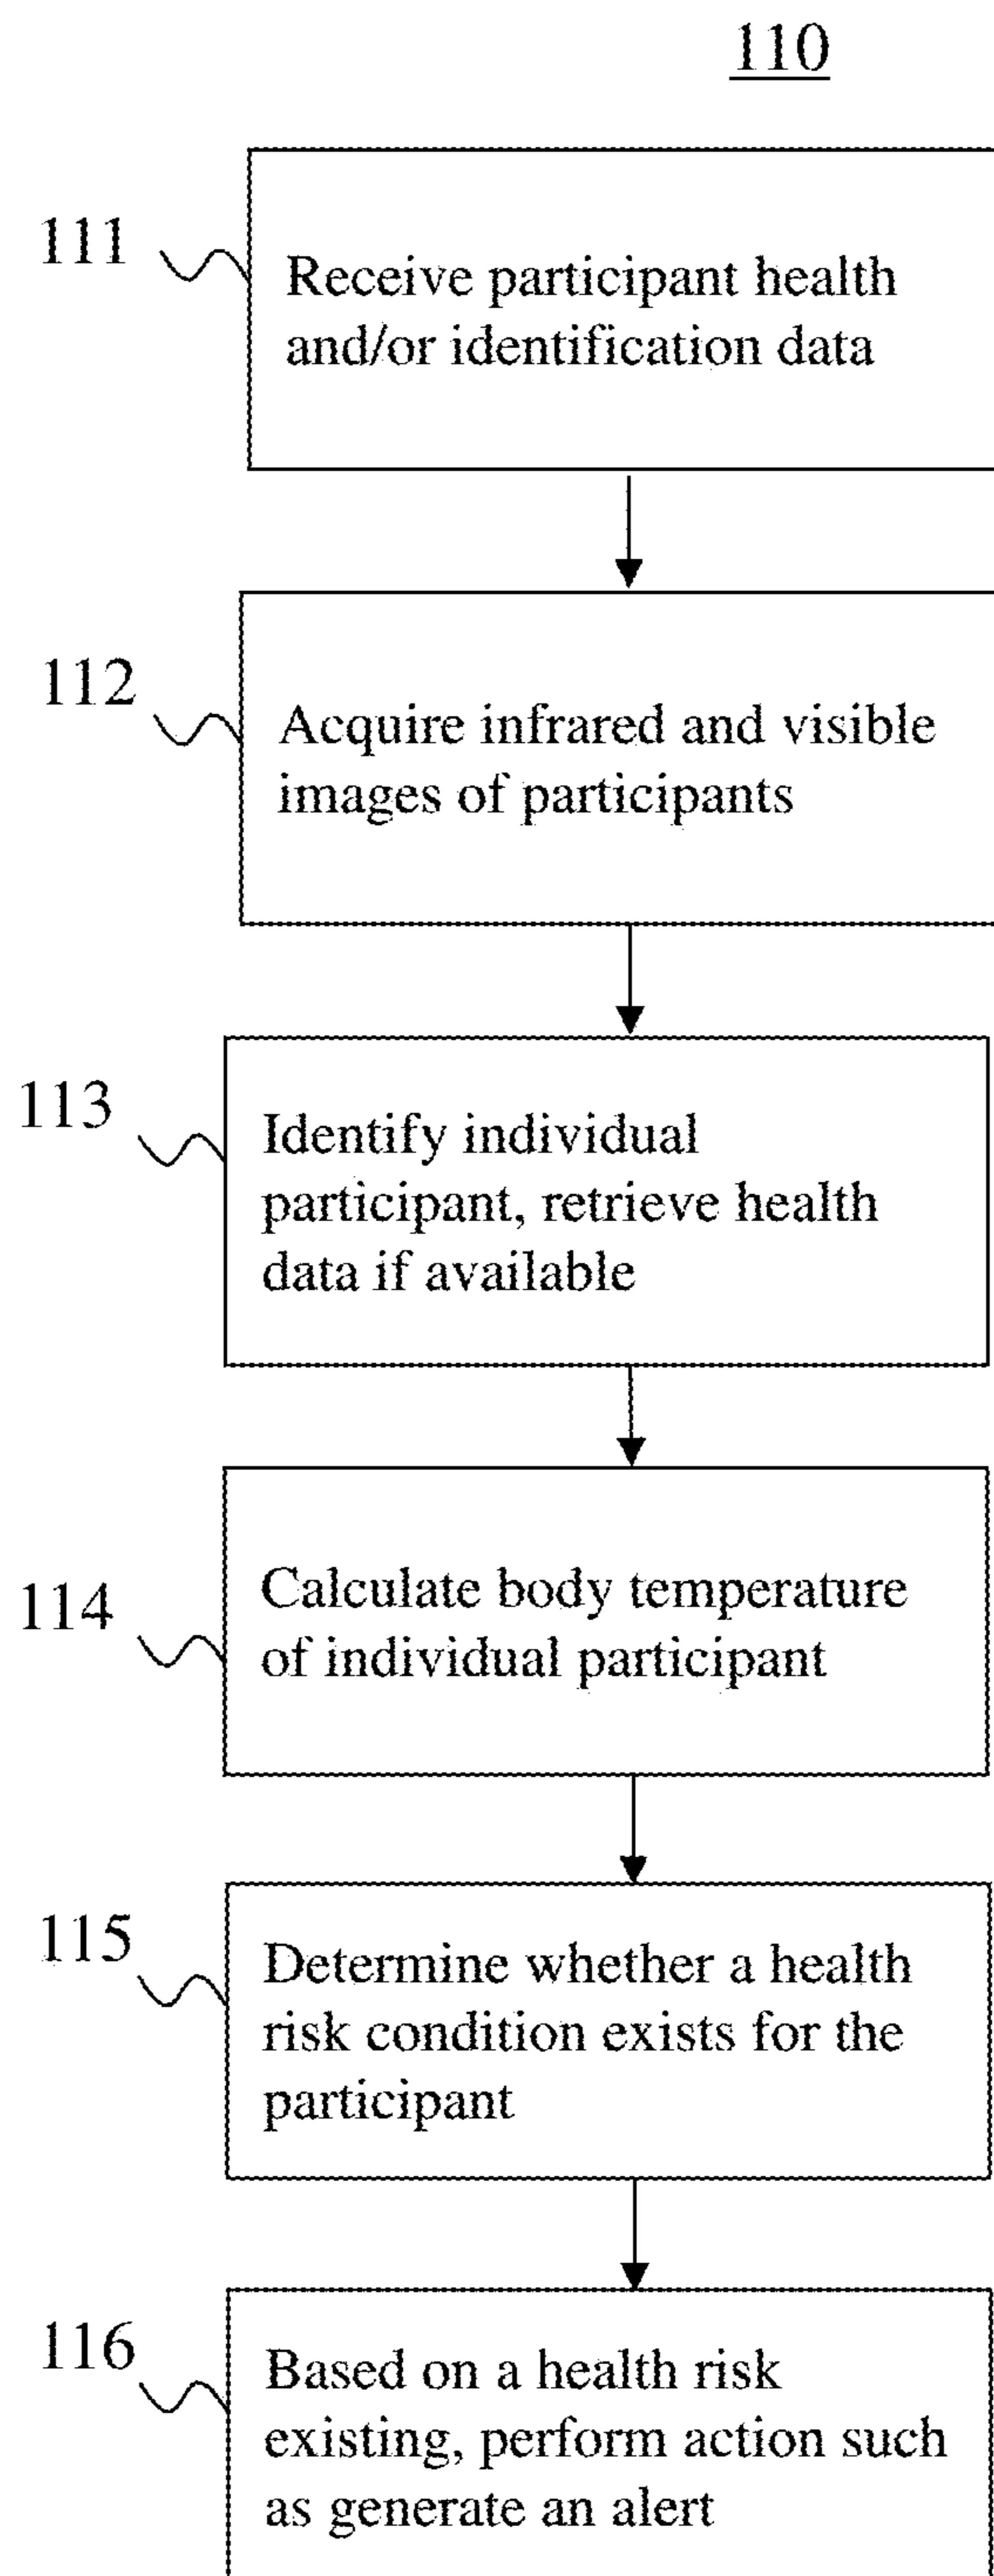 110
111
Receive participant health
and/or identification data
112
Acquire infrared and visible
images of participants
113
Identify individual
participant, retrieve health
data if available
114
Calculate body temperature
of individual participant
115
Determine whether a health
risk condition exists for the
participant
116
Based on a health risk
existing, perform action such
as generate an alert